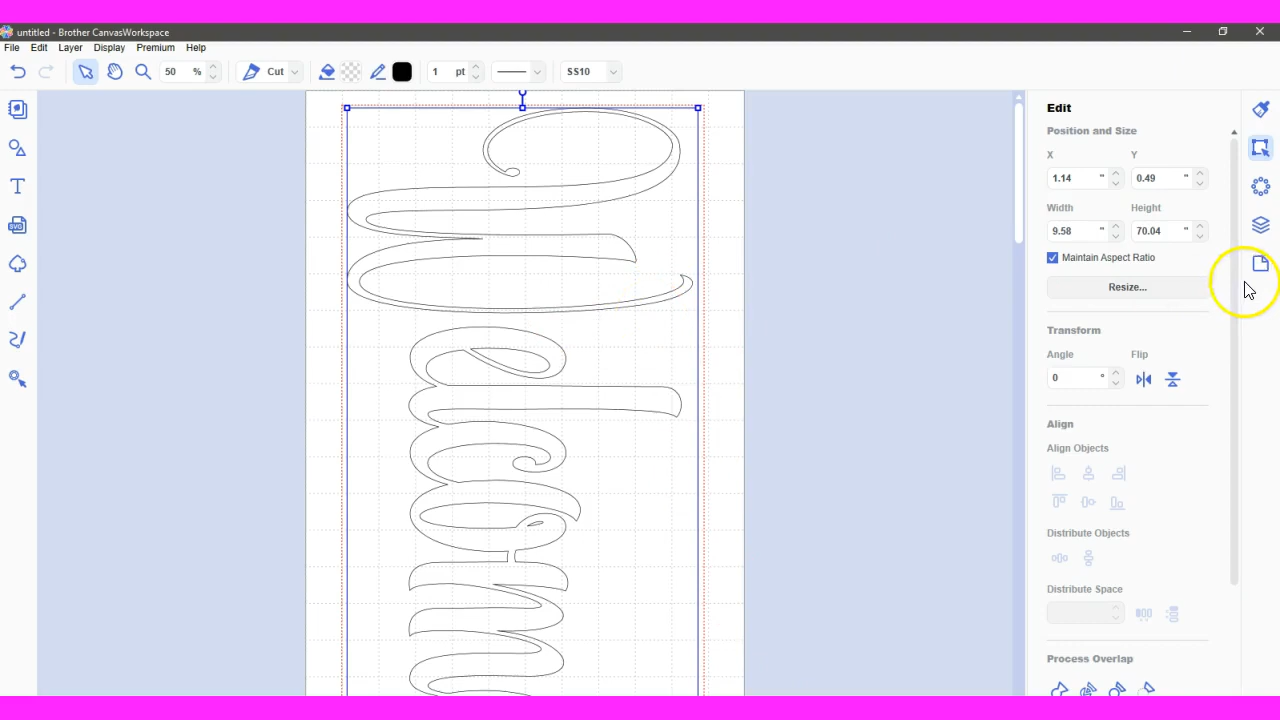 untitled - Brother CanvasWorkspace
File Edit Layer Display Premium Help
50 % Cut 1 pt SS10
Edit
Position and Size
X Y
1.14 " 0.49 "
Width Height
9.58 " 70.04 "
Maintain Aspect Ratio
Resize...
Transform
Angle Flip
0 °
Align
Align Objects
Distribute Objects
Distribute Space
Process Overlap
SVG
Welcom